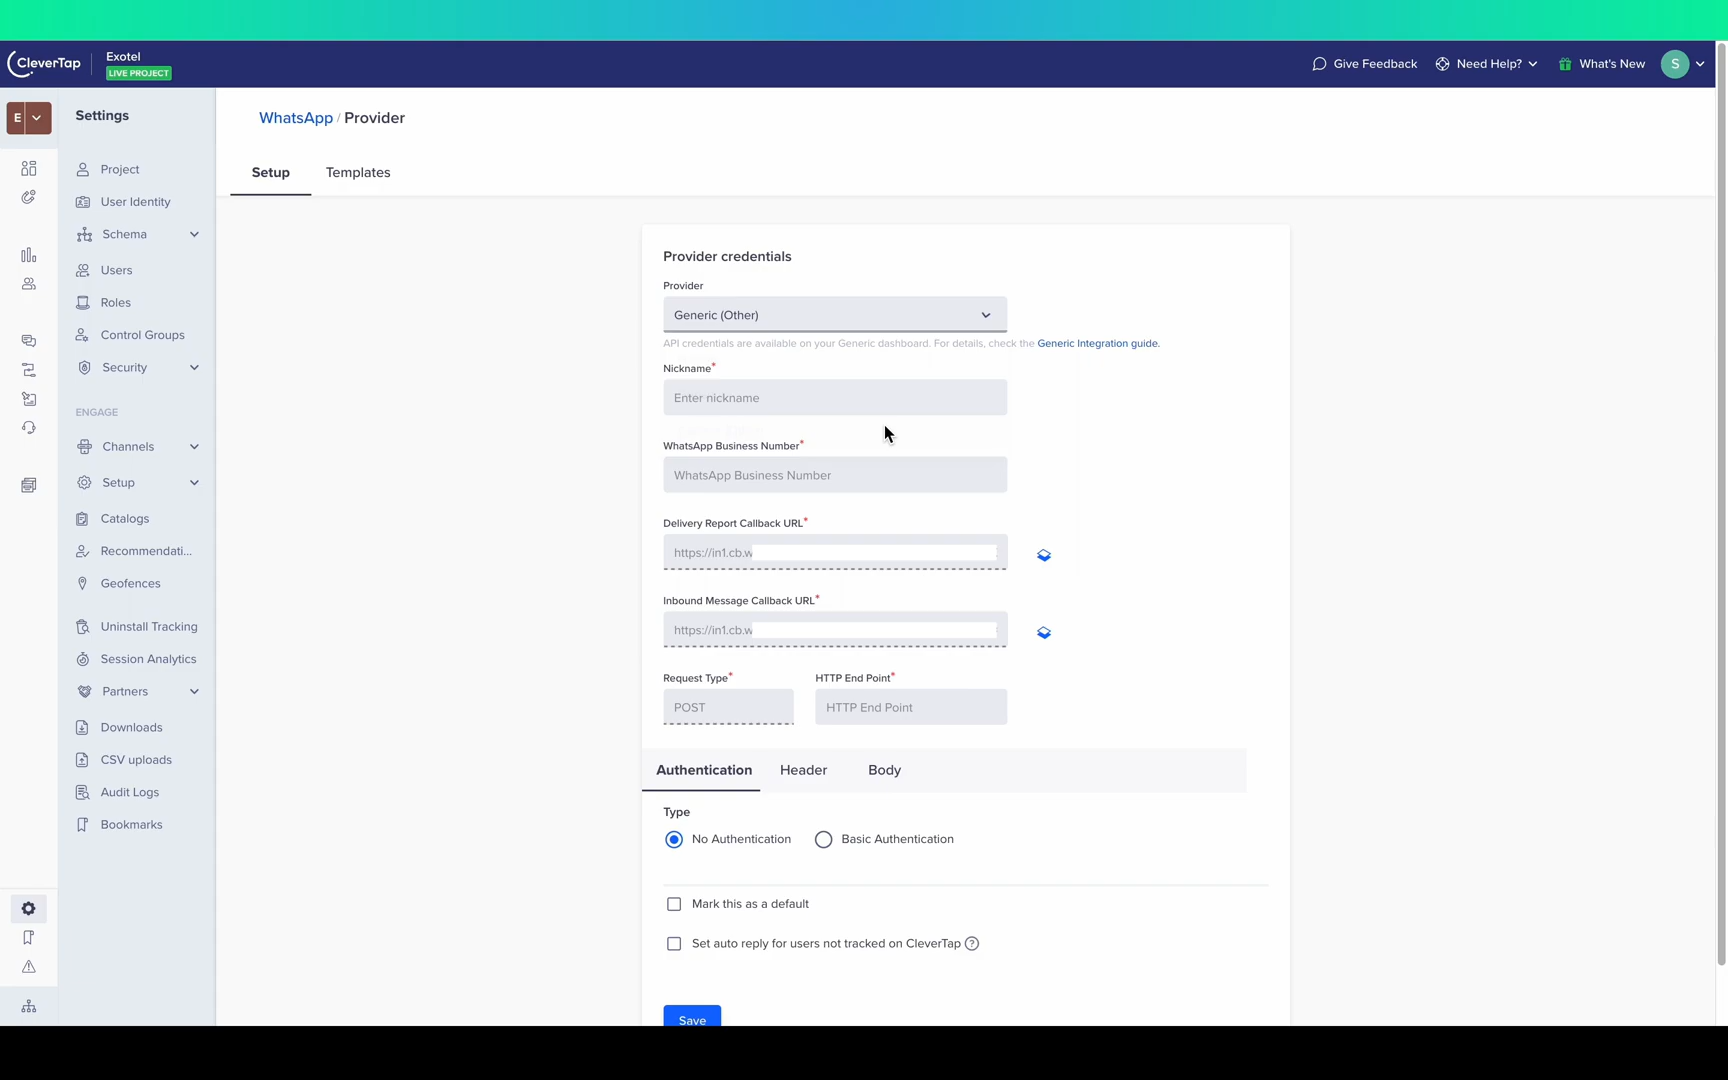 CleverTap
Exotel
LIVE PROJECT
Give Feedback
Need Help?
What's New
S
E
Settings
Project
User Identity
Schema
Users
Roles
Control Groups
Security
ENGAGE
Channels
Setup
Catalogs
Recommendati...
Geofences
Uninstall Tracking
Session Analytics
Partners
Downloads
CSV uploads
Audit Logs
Bookmarks
WhatsApp / Provider
Setup Templates
Provider credentials
Provider
Generic (Other)
API credentials are available on your Generic dashboard. For details, check the Generic Integration guide.
Nickname*
Enter nickname
WhatsApp Business Number*
WhatsApp Business Number
Delivery Report Callback URL*
https://in1.cb.w
Inbound Message Callback URL*
https://in1.cb.w
Request Type* HTTP End Point*
POST HTTP End Point
Authentication Header Body
Type
No Authentication Basic Authentication
Mark this as a default
Set auto reply for users not tracked on CleverTap ?
Save